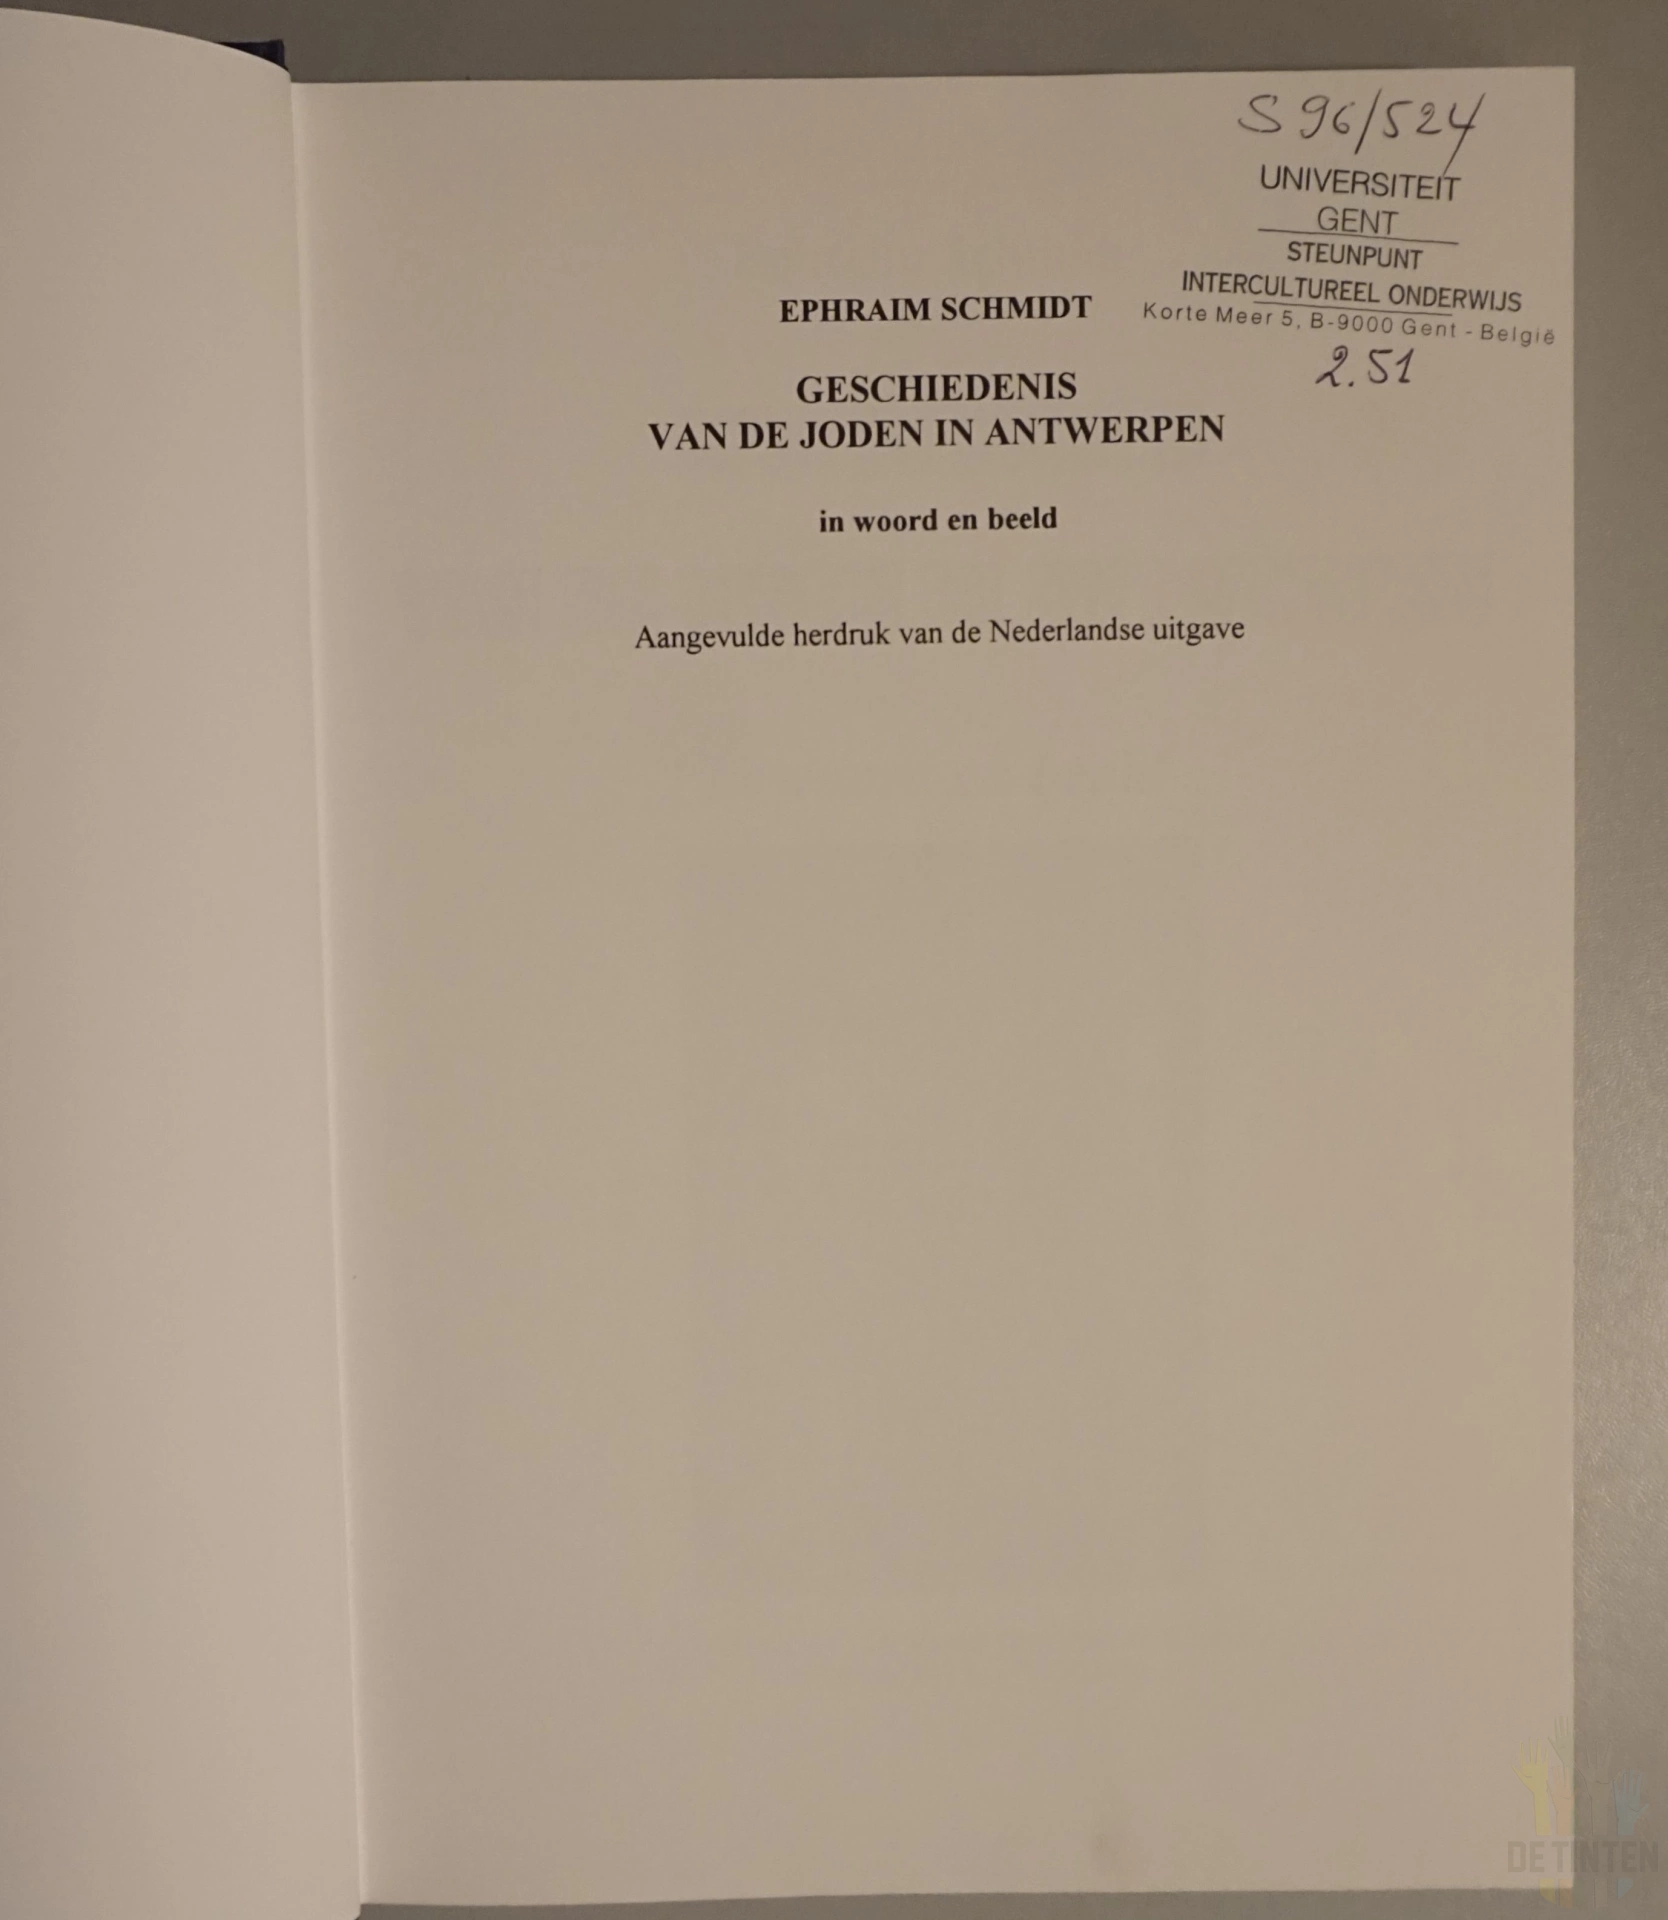 S 96/524
UNIVERSITEIT
GENT
STEUNPUNT
INTERCULTUREEL ONDERWIJS
Korte Meer 5, B-9000 Gent - België
2.51
EPHRAIM SCHMIDT
GESCHIEDENIS
VAN DE JODEN IN ANTWERPEN
in woord en beeld
Aangevulde herdruk van de Nederlandse uitgave
DE TINTEN